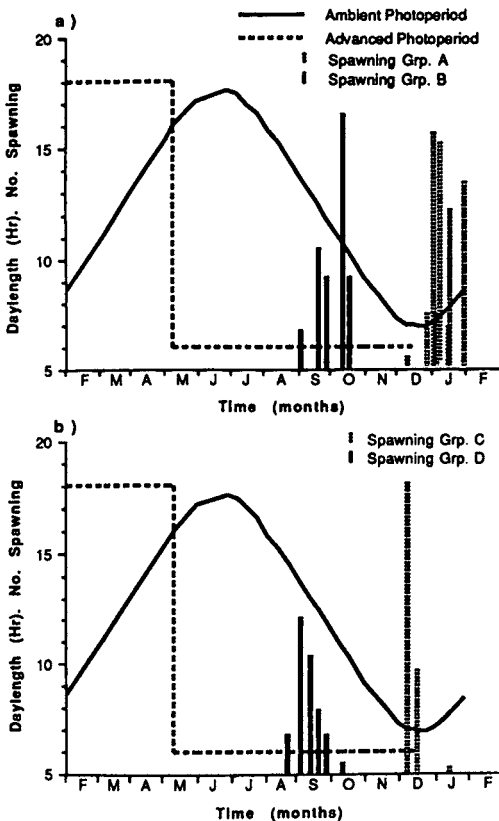 a )
Ambient Photoperiod
Advanced Photoperiod
Spawning Grp. A
Spawning Grp. B
20
15
10
5
Daylength (Hr). No. Spawning
F M A M J J A S O N D J F
Time (months)
b )
Spawning Grp. C
Spawning Grp. D
20
15
10
5
Daylength (Hr). No. Spawning
F M A M J J A S O N D J F
Time (months)